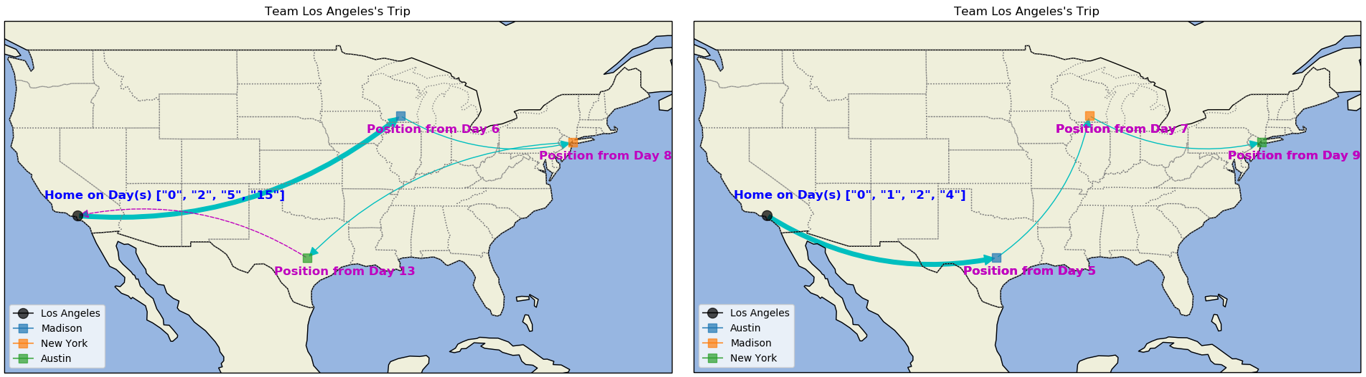 Team Los Angeles's Trip
Position from Day 6
Position from Day 8
Home on Day(s) ["0", "2", "5", "15"]
Position from Day 13
Los Angeles
Madison
New York
Austin
Team Los Angeles's Trip
Position from Day 7
Position from Day 9
Home on Day(s) ["0", "1", "2", "4"]
Position from Day 5
Los Angeles
Austin
Madison
New York